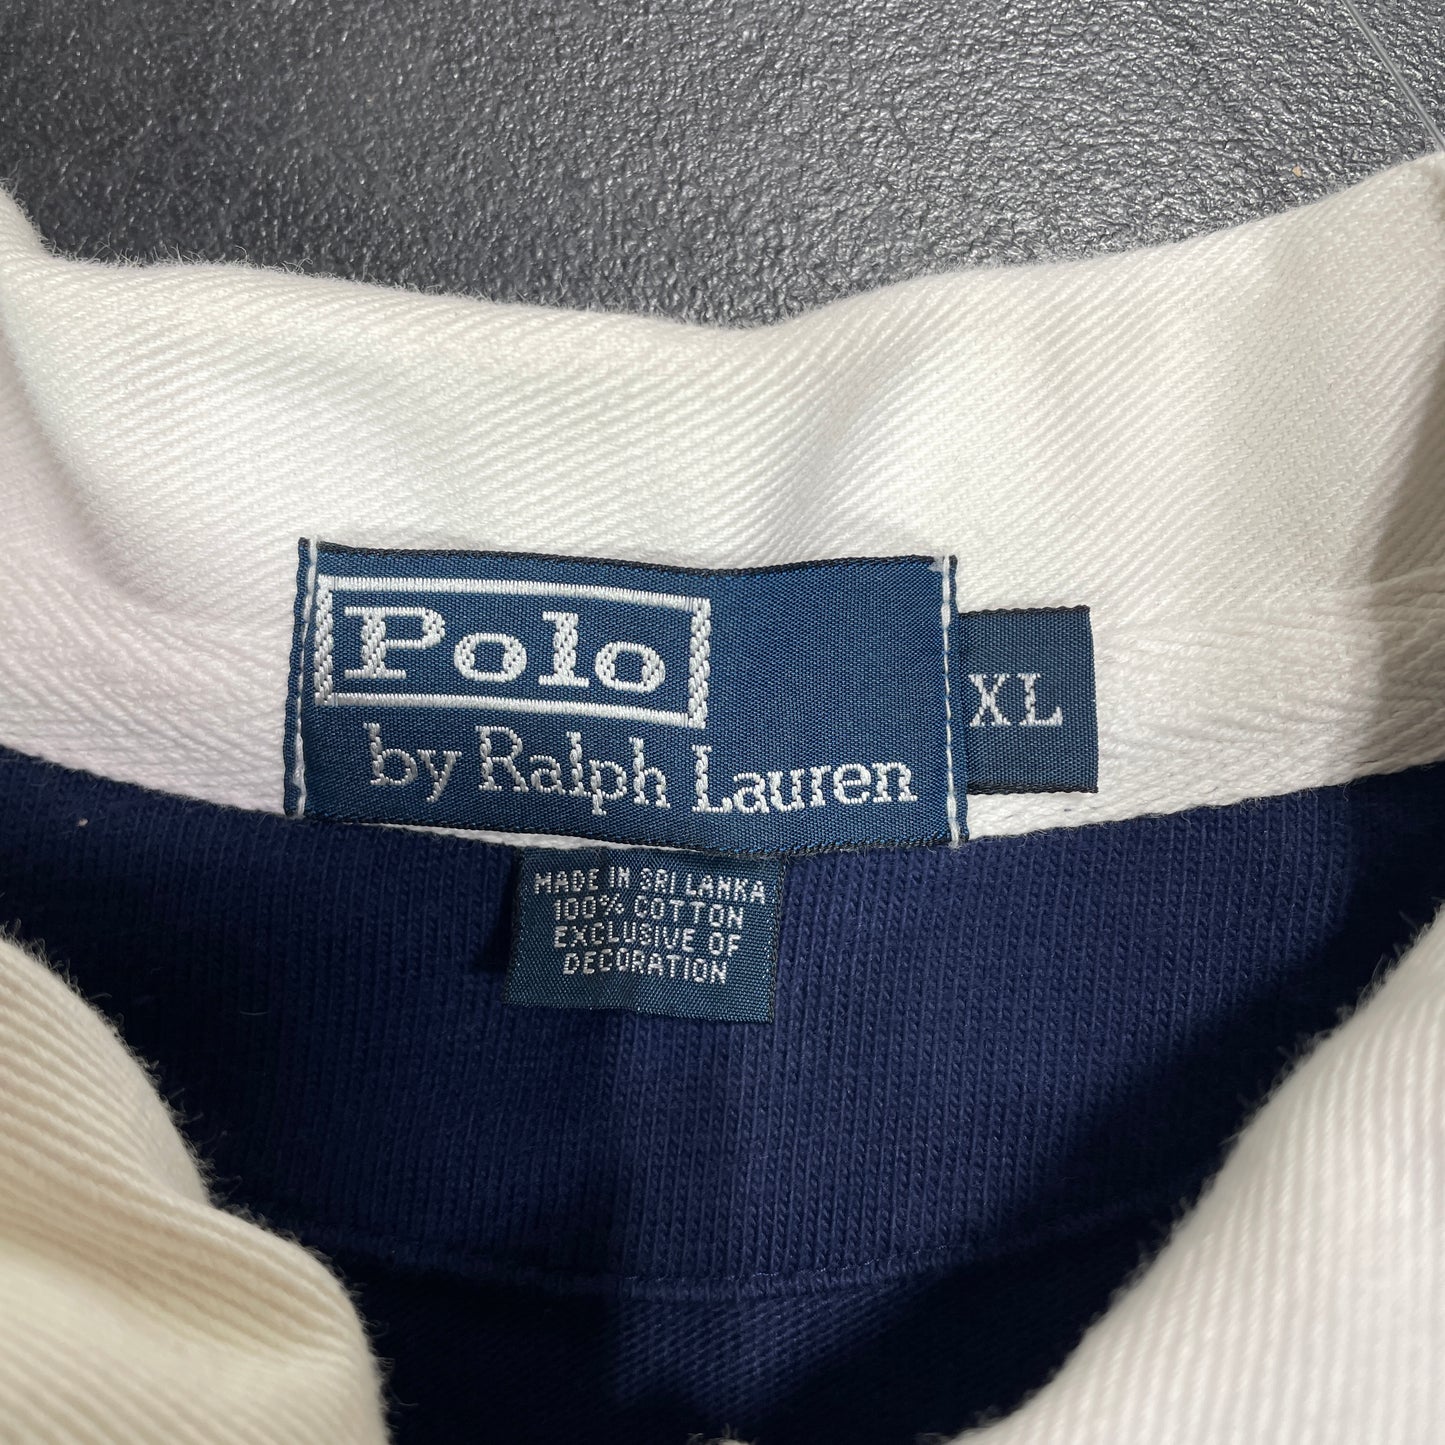 Polo
by Ralph Lauren
XL
MADE IN SRI LANKA
100% COTTON
EXCLUSIVE OF
DECORATION